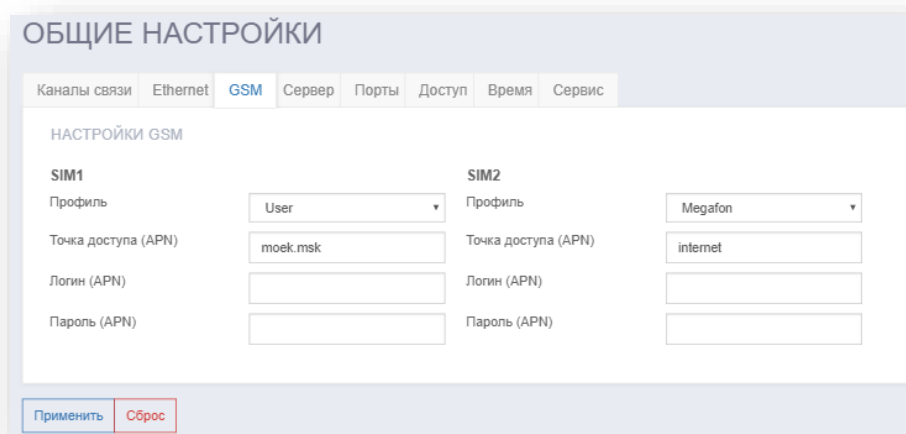 ОБЩИЕ НАСТРОЙКИ
Каналы связи Ethernet GSM Сервер Порты Доступ Время Сервис
НАСТРОЙКИ GSM
SIM1 SIM2
Профиль User Профиль Megafon
Точка доступа (APN) moek.msk Точка доступа (APN) internet
Логин (APN) Логин (APN)
Пароль (APN) Пароль (APN)
Применить Сброс